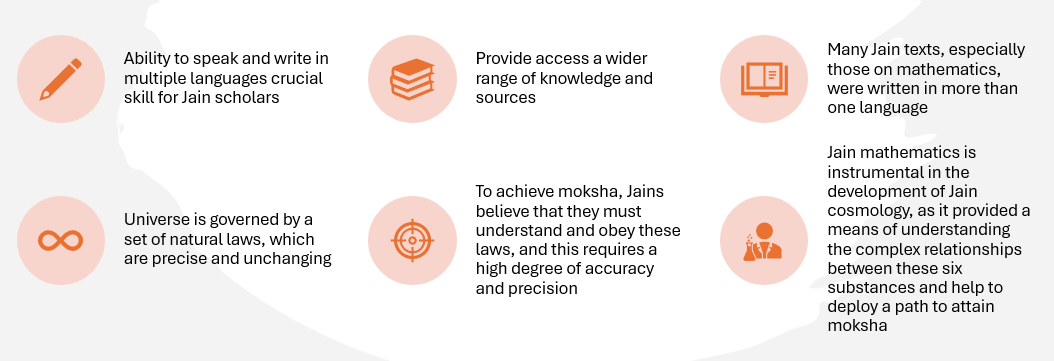 Ability to speak and write in
multiple languages crucial
skill for Jain scholars
Provide access a wider
range of knowledge and
sources
Many Jain texts, especially
those on mathematics,
were written in more than
one language
Universe is governed by a
set of natural laws, which
are precise and unchanging
To achieve moksha, Jains
believe that they must
understand and obey these
laws, and this requires a
high degree of accuracy
and precision
Jain mathematics is
instrumental in the
development of Jain
cosmology, as it provided a
means of understanding
the complex relationships
between these six
substances and help to
deploy a path to attain
moksha